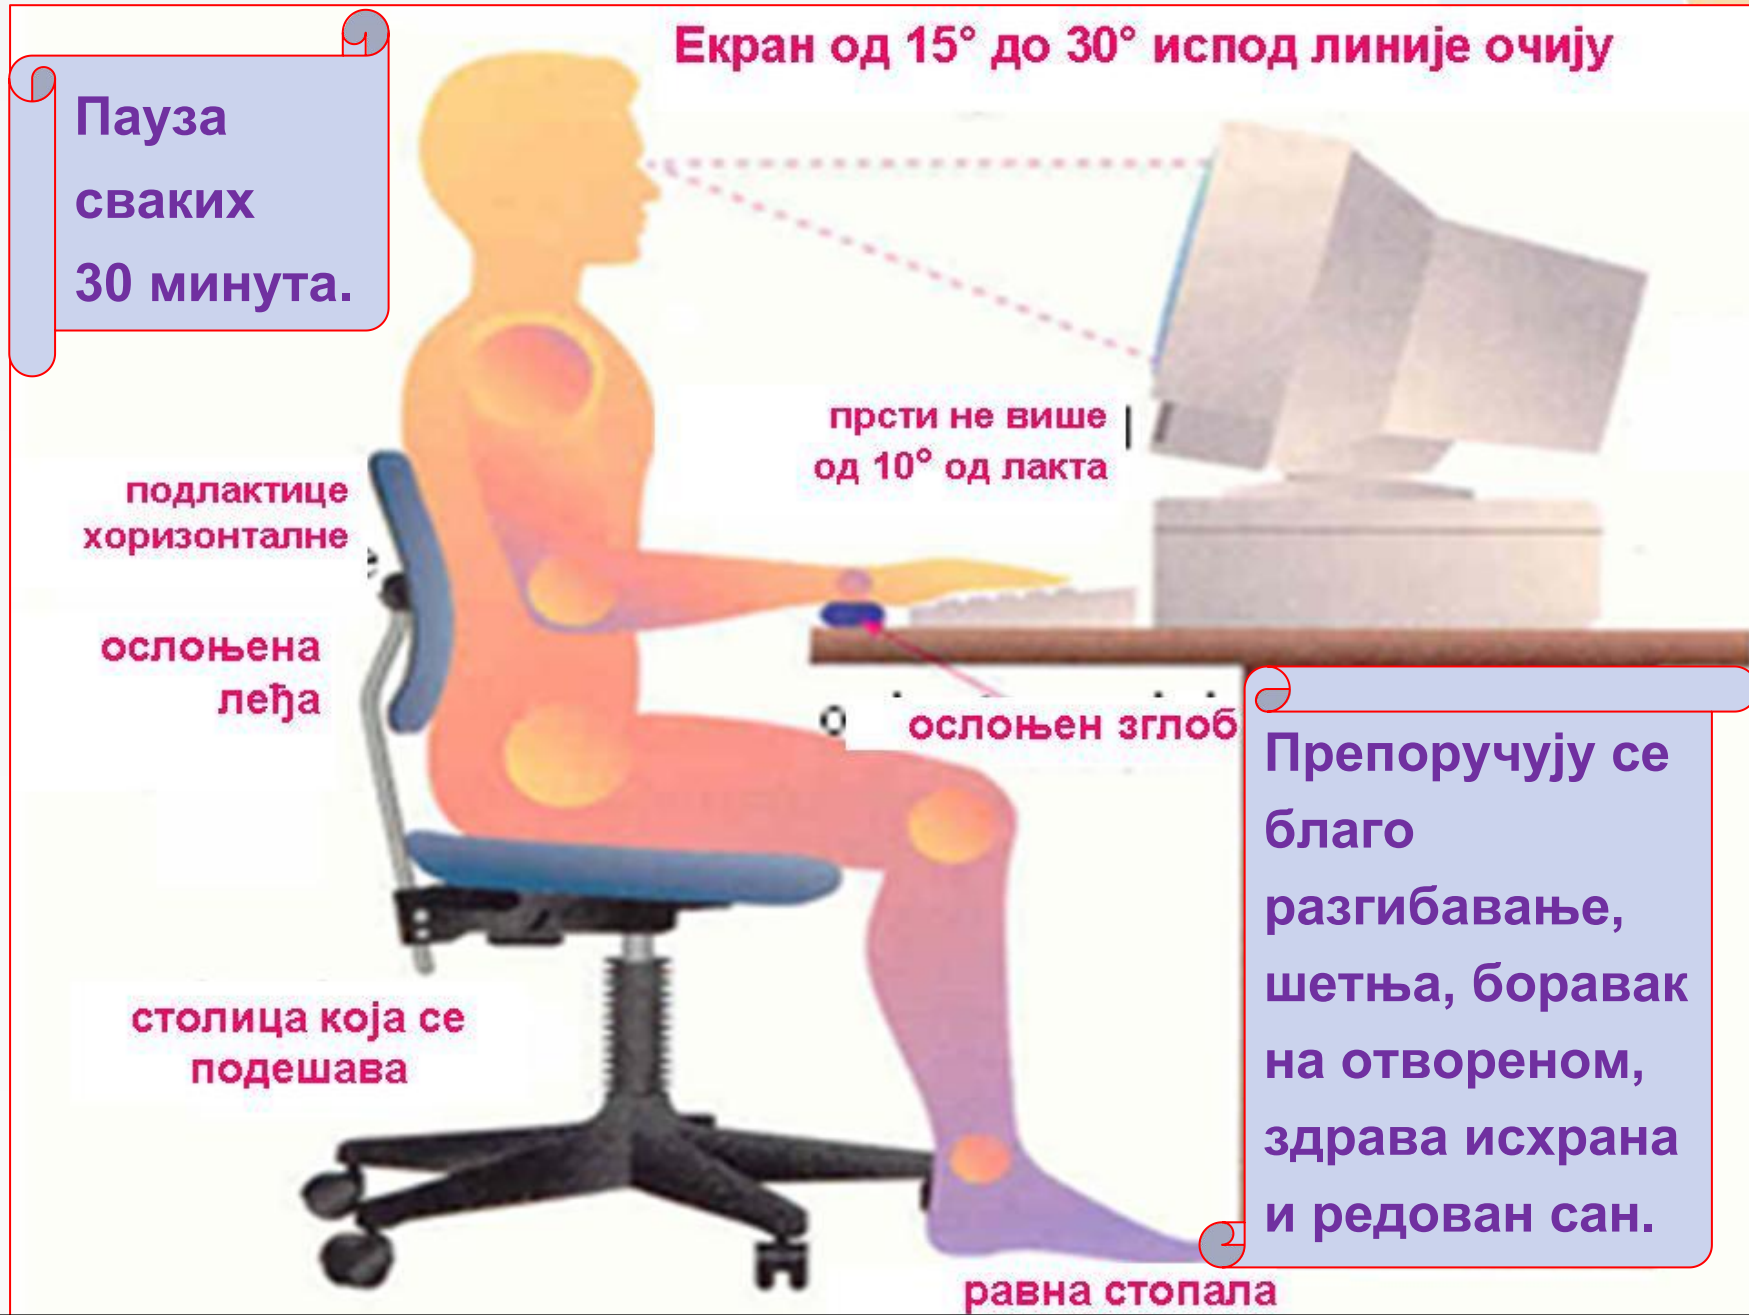 Екран од 15° до 30° испод линије очију
Пауза
сваких
30 минута.
прсти не више
од 10° од лакта
подлактице
хоризонталне
ослоњена
леђа
ослоњен зглоб
Препоручују се
благо
разгибавање,
шетња, боравак
на отвореном,
здрава исхрана
и редован сан.
столица која се
подешава
равна стопала